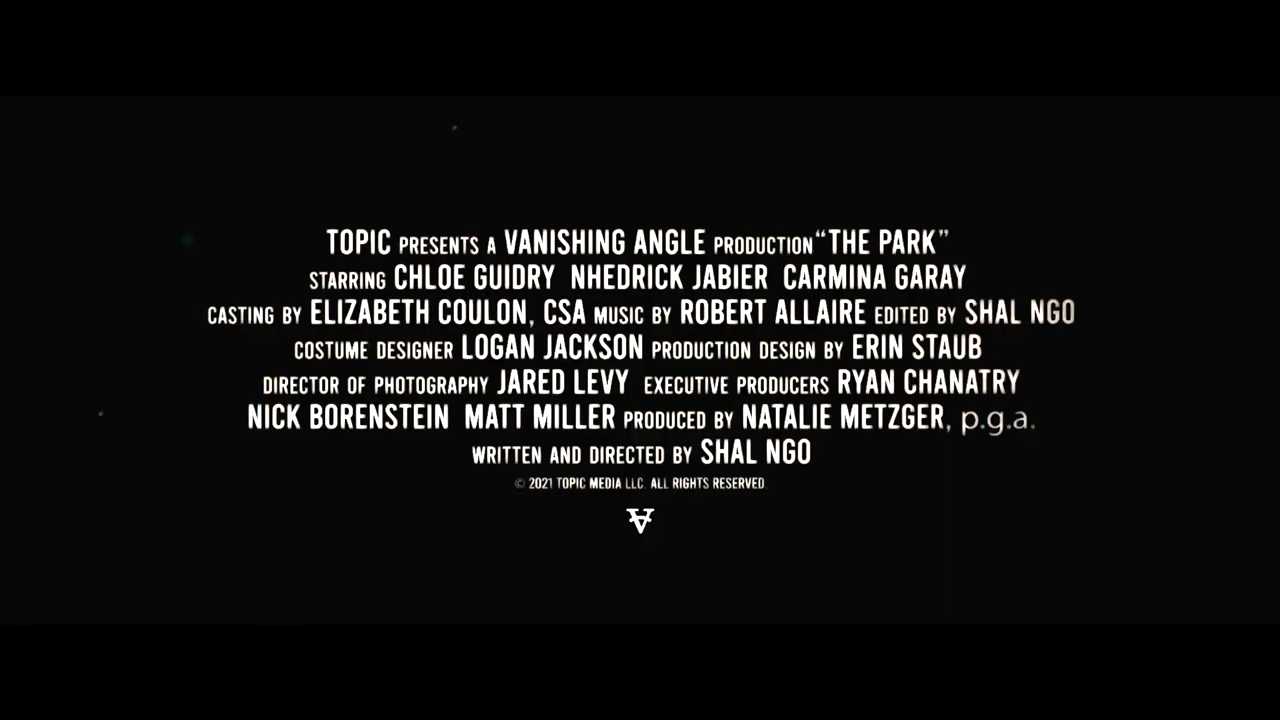 TOPIC PRESENTS A VANISHING ANGLE PRODUCTION “THE PARK”
STARRING CHLOE GUIDRY NHEDRICK JABIER CARMINA GARAY
CASTING BY ELIZABETH COULON, CSA MUSIC BY ROBERT ALLAIRE EDITED BY SHAL NGO
COSTUME DESIGNER LOGAN JACKSON PRODUCTION DESIGN BY ERIN STAUB
DIRECTOR OF PHOTOGRAPHY JARED LEVY EXECUTIVE PRODUCERS RYAN CHANATRY
NICK BORENSTEIN MATT MILLER PRODUCED BY NATALIE METZGER, p.g.a.
WRITTEN AND DIRECTED BY SHAL NGO
© 2021 TOPIC MEDIA LLC. ALL RIGHTS RESERVED.